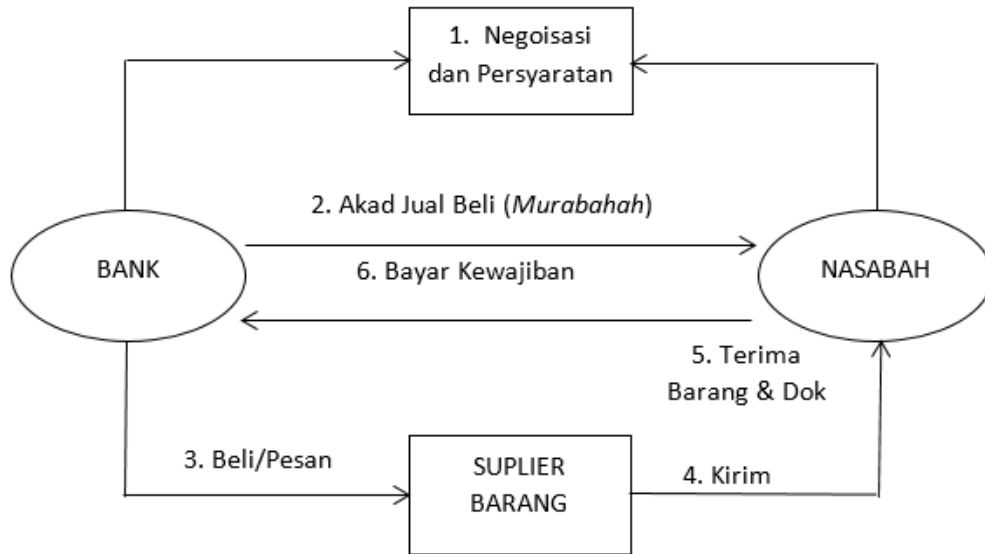 1. Negoisasi
dan Persyaratan
2. Akad Jual Beli (Murabahah)
BANK
6. Bayar Kewajiban
NASABAH
5. Terima
Barang & Dok
3. Beli/Pesan
SUPLIER
BARANG
4. Kirim